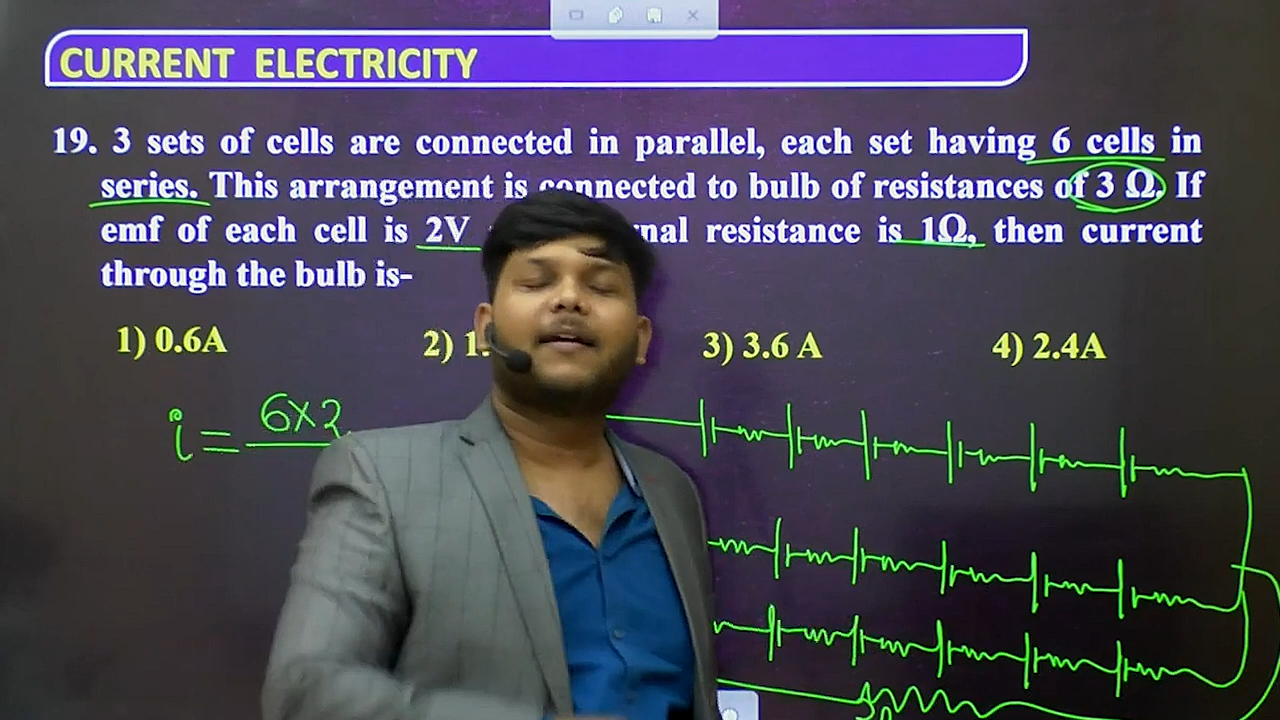 CURRENT ELECTRICITY
19. 3 sets of cells are connected in parallel, each set having 6 cells in
series. This arrangement is connected to bulb of resistances of 3 Ω. If
emf of each cell is 2V resistance is 1Ω, then current
through the bulb is-
1) 0.6A 2) 1. 3) 3.6 A 4) 2.4A
i = 6×2